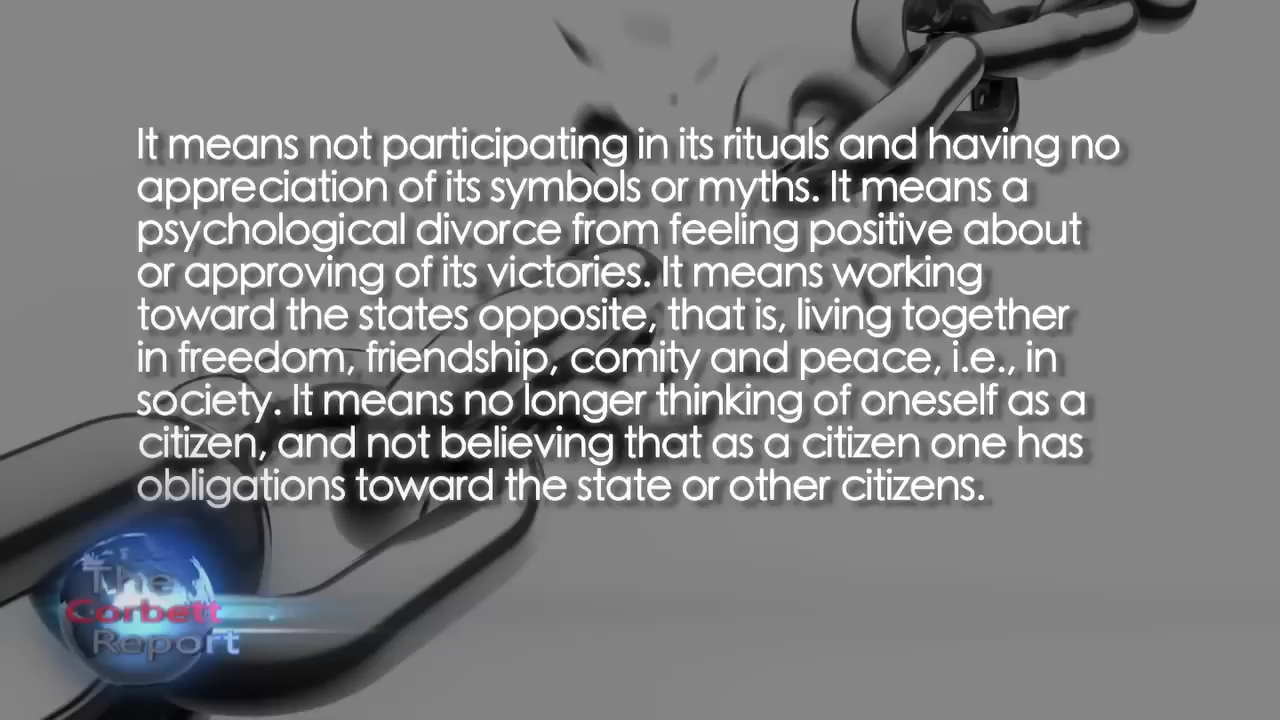 It means not participating in its rituals and having no
appreciation of its symbols or myths. It means a
psychological divorce from feeling positive about
or approving of its victories. It means working
toward the states opposite, that is, living together
in freedom, friendship, comity and peace, i.e., in
society. It means no longer thinking of oneself as a
citizen, and not believing that as a citizen one has
obligations toward the state or other citizens.
The
Corbett
Report